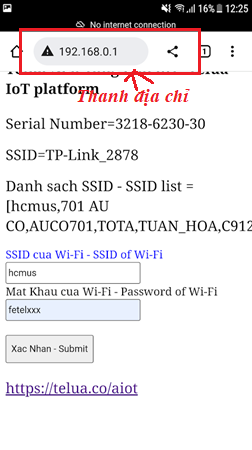 12:25
No internet connection
192.168.0.1
1
Thanh địa chỉ
IoT platform
Serial Number=3218-6230-30
SSID=TP-Link_2878
Danh sach SSID - SSID list =
[hcmus,701 AU
CO,AUCO701,TOTA,TUAN_HOA,C912
SSID cua Wi-Fi - SSID of Wi-Fi
hcmus
Mat Khau cua Wi-Fi - Password of Wi-Fi
fetelxxx
Xac Nhan - Submit
https://telua.co/aiot